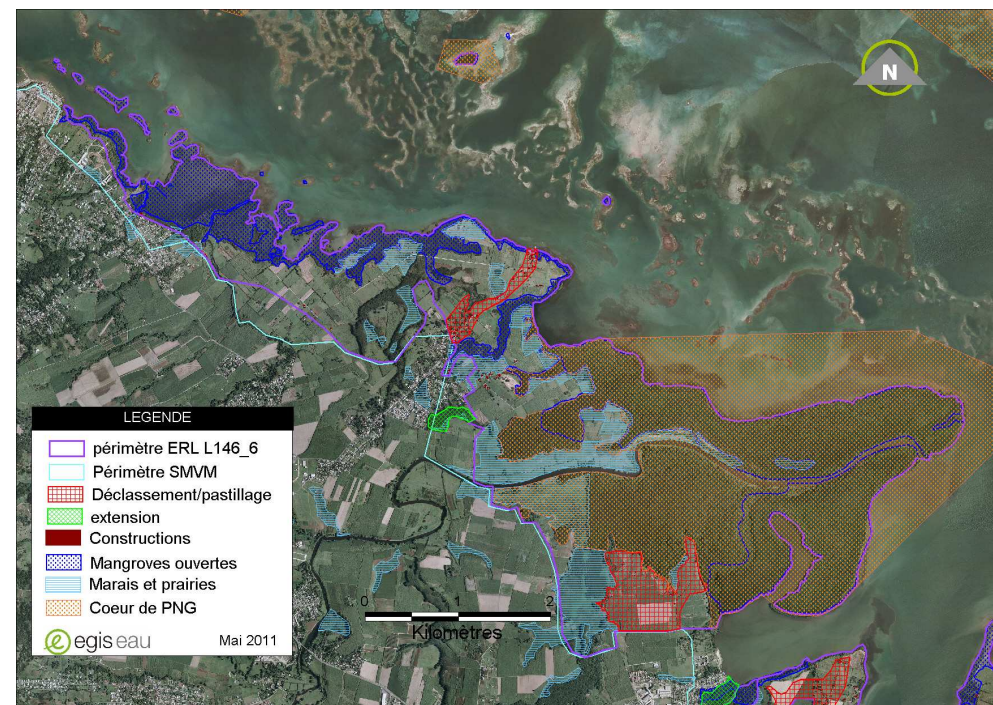 N
LEGENDE
périmètre ERL L146_6
Périmètre SMVM
Déclassement/pastillage
extension
Constructions
Mangroves ouvertes
Marais et prairies
Coeur de PNG
egis eau Mai 2011
0 1 2
Kilomètres